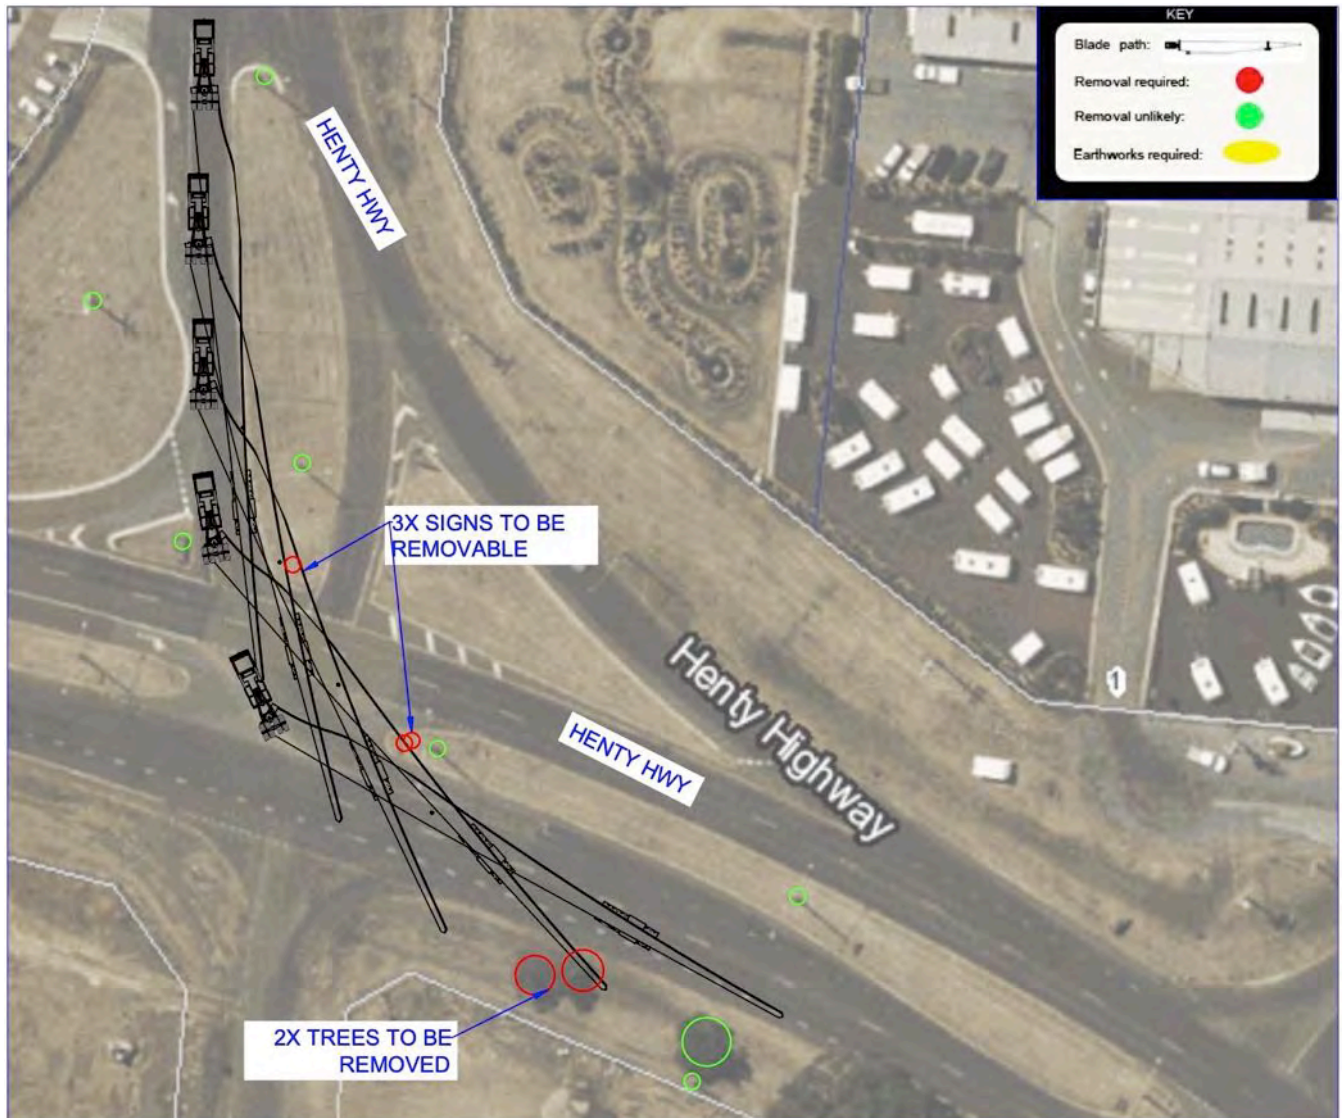 KEY
Blade path:
Removal required:
Removal unlikely:
Earthworks required:
HENTY HWY
3X SIGNS TO BE
REMOVABLE
Henty Highway
1
HENTY HWY
2X TREES TO BE
REMOVED